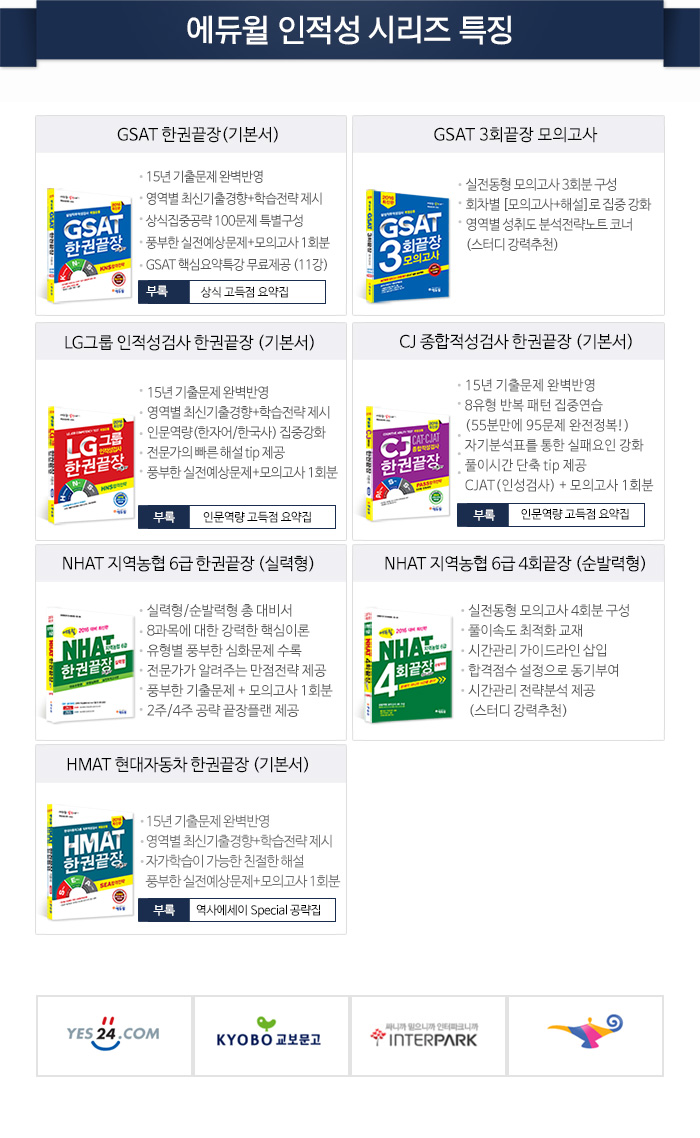 에듀윌 인적성 시리즈 특징
GSAT 한권끝장(기본서)
GSAT
한권끝장
· 15년 기출문제 완벽반영
· 영역별 최신기출경향+학습전략 제시
· 상식집중공략 100문제 특별구성
· 풍부한 실전예상문제+모의고사 1회분
· GSAT 핵심요약특강 무료제공 (11강)
부록 상식 고득점 요약집
GSAT 3회끝장 모의고사
GSAT
3회끝장
모의고사
· 실전동형 모의고사 3회분 구성
· 회차별 [모의고사+해설]로 집중 강화
· 영역별 성취도 분석전략노트 코너
(스터디 강력추천)
LG그룹 인적성검사 한권끝장 (기본서)
LG그룹
인적성검사
한권끝장
· 15년 기출문제 완벽반영
· 영역별 최신기출경향+학습전략 제시
· 인문역량(한자어/한국사) 집중강화
· 전문가의 빠른 해설 tip 제공
· 풍부한 실전예상문제+모의고사 1회분
부록 인문역량 고득점 요약집
CJ 종합적성검사 한권끝장 (기본서)
CJ CAT·CJAT
종합적성검사
한권끝장
· 15년 기출문제 완벽반영
· 8유형 반복 패턴 집중연습
(55분만에 95문제 완전정복!)
· 자기분석표를 통한 실패요인 강화
· 풀이시간 단축 tip 제공
· CJAT(인성검사) + 모의고사 1회분
부록 인문역량 고득점 요약집
NHAT 지역농협 6급 한권끝장 (실력형)
NHAT 지역농협 6급
한권끝장
· 실력형/순발력형 총 대비서
· 8과목에 대한 강력한 핵심이론
· 유형별 풍부한 심화문제 수록
· 전문가가 알려주는 만점전략 제공
· 풍부한 기출문제 + 모의고사 1회분
· 2주/4주 공략 끝장플랜 제공
NHAT 지역농협 6급 4회끝장 (순발력형)
NHAT 지역농협 6급
4회끝장
· 실전동형 모의고사 4회분 구성
· 풀이속도 최적화 교재
· 시간관리 가이드라인 삽입
· 합격점수 설정으로 동기부여
· 시간관리 전략분석 제공
(스터디 강력추천)
HMAT 현대자동차 한권끝장 (기본서)
HMAT
한권끝장
· 15년 기출문제 완벽반영
· 영역별 최신기출경향+학습전략 제시
· 자가학습이 가능한 친절한 해설
풍부한 실전예상문제+모의고사 1회분
부록 역사에세이 Special 공략집
YES24.COM
KYOBO 교보문고
싸니까 믿으니까 인터파크니까
INTERPARK